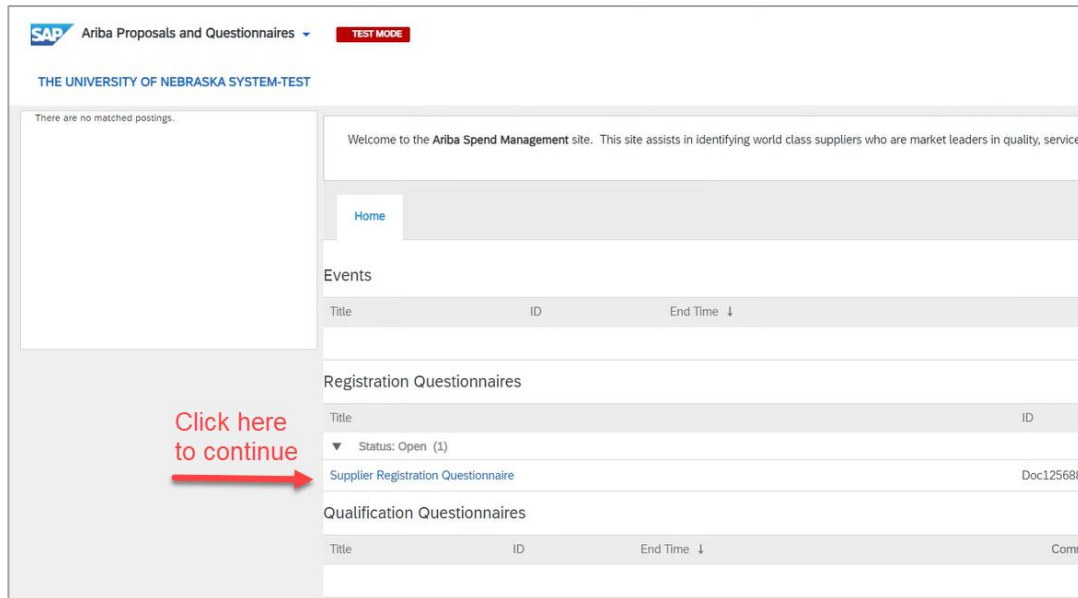 SAP Ariba Proposals and Questionnaires TEST MODE
THE UNIVERSITY OF NEBRASKA SYSTEM-TEST
There are no matched postings.
Welcome to the Ariba Spend Management site. This site assists in identifying world class suppliers who are market leaders in quality, service
Home
Events
Title ID End Time ↓
Registration Questionnaires
Title ID
▼ Status: Open (1)
Click here
to continue
Supplier Registration Questionnaire Doc125688
Qualification Questionnaires
Title ID End Time ↓ Comm